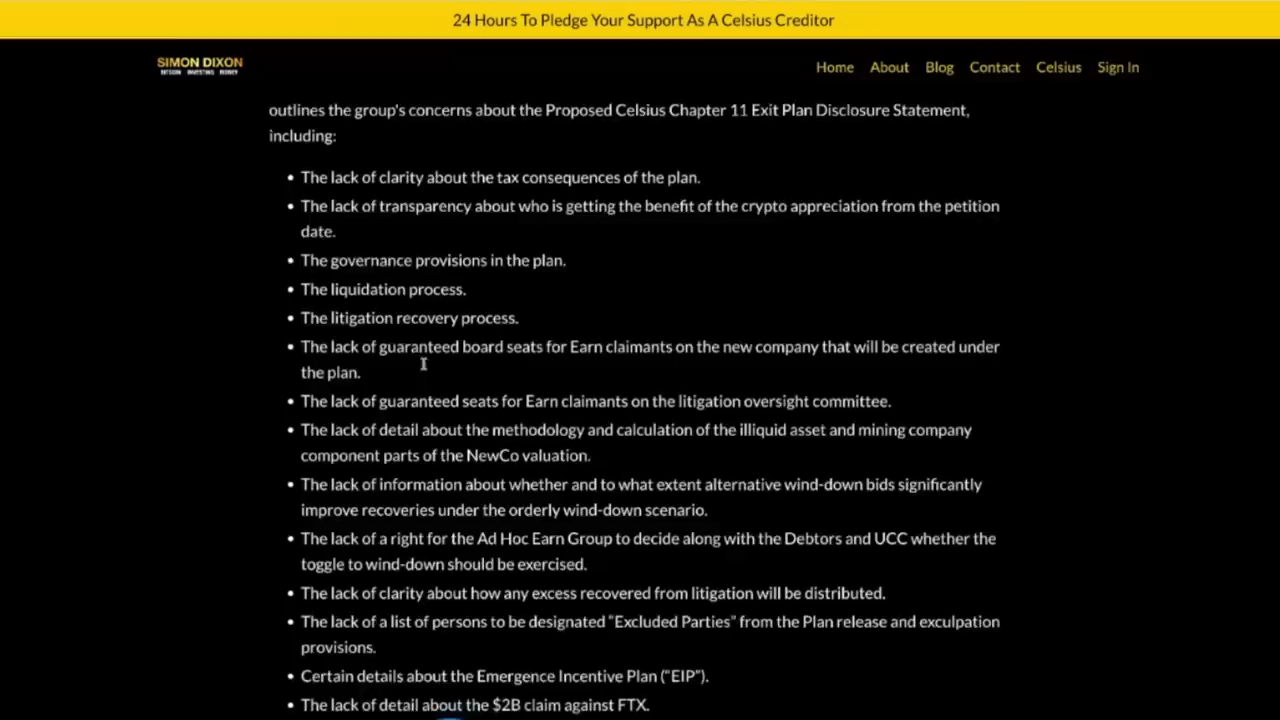 24 Hours To Pledge Your Support As A Celsius Creditor
SIMON DIXON
BITCOIN INVESTING MONEY
Home About Blog Contact Celsius Sign In
outlines the group's concerns about the Proposed Celsius Chapter 11 Exit Plan Disclosure Statement,
including:
• The lack of clarity about the tax consequences of the plan.
• The lack of transparency about who is getting the benefit of the crypto appreciation from the petition
date.
• The governance provisions in the plan.
• The liquidation process.
• The litigation recovery process.
• The lack of guaranteed board seats for Earn claimants on the new company that will be created under
the plan.
• The lack of guaranteed seats for Earn claimants on the litigation oversight committee.
• The lack of detail about the methodology and calculation of the illiquid asset and mining company
component parts of the NewCo valuation.
• The lack of information about whether and to what extent alternative wind-down bids significantly
improve recoveries under the orderly wind-down scenario.
• The lack of a right for the Ad Hoc Earn Group to decide along with the Debtors and UCC whether the
toggle to wind-down should be exercised.
• The lack of clarity about how any excess recovered from litigation will be distributed.
• The lack of a list of persons to be designated “Excluded Parties” from the Plan release and exculpation
provisions.
• Certain details about the Emergence Incentive Plan (“EIP”).
• The lack of detail about the $2B claim against FTX.